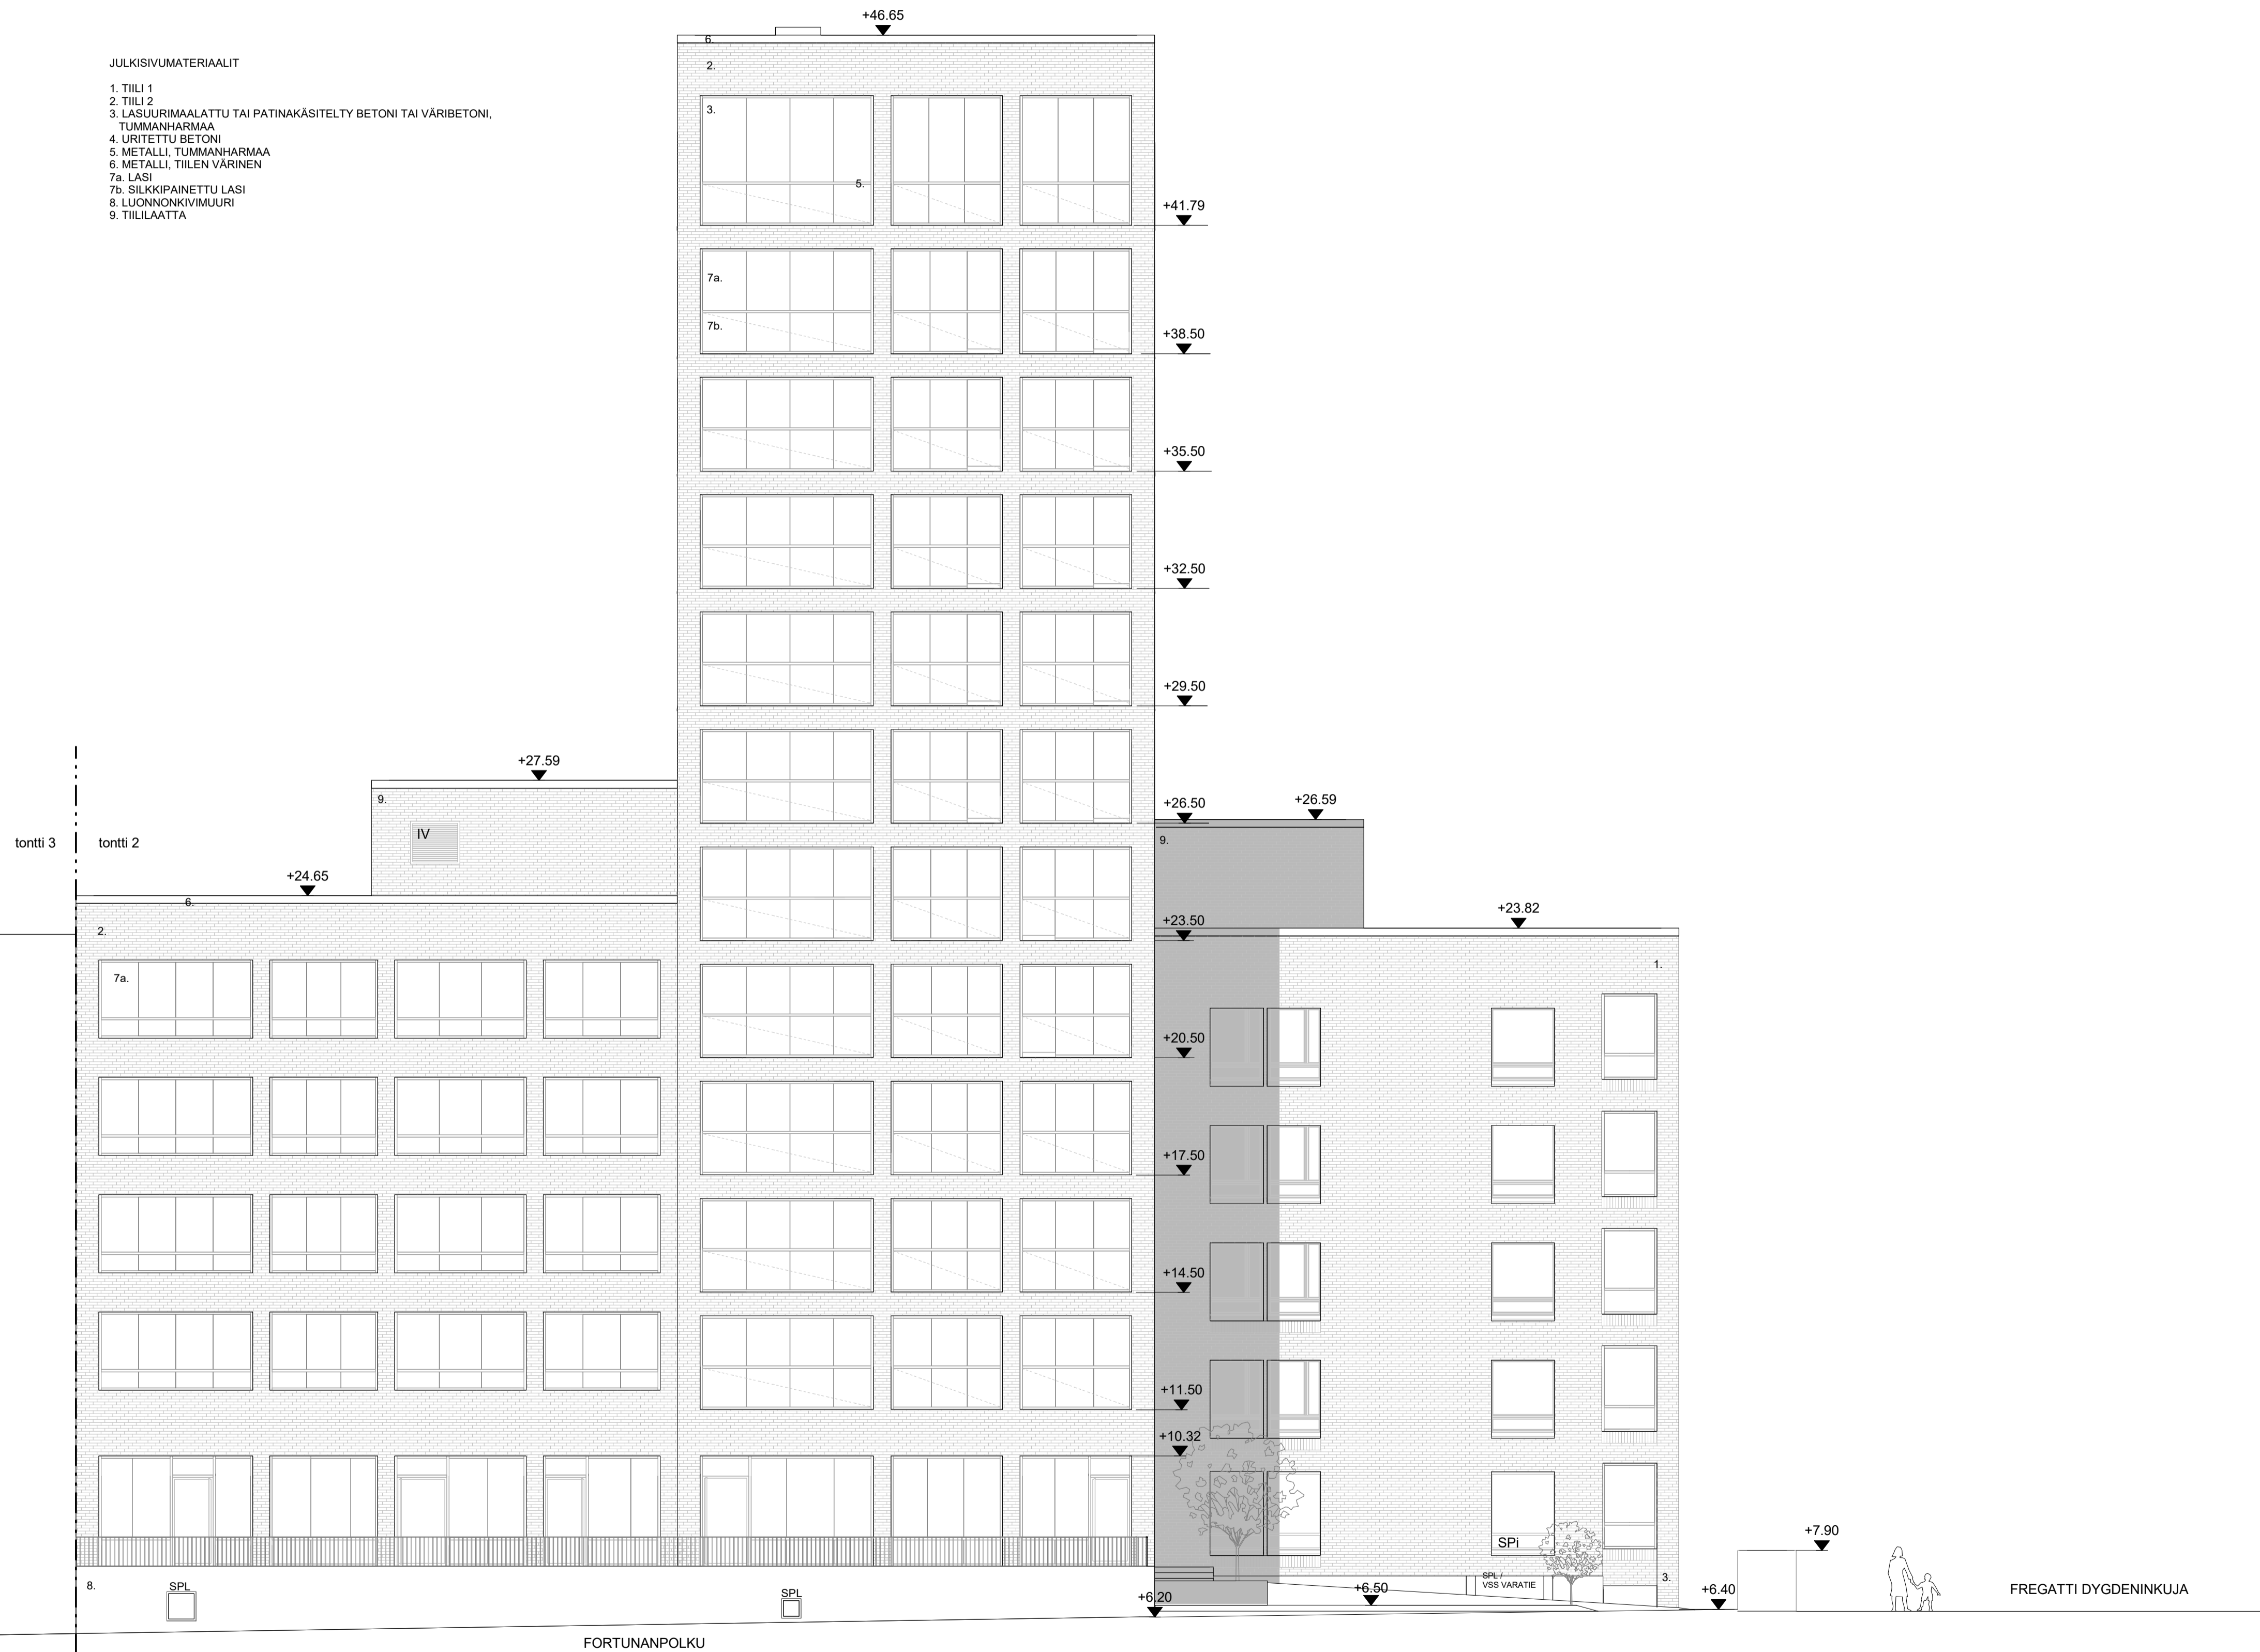 +46.65
6.
JULKISIVUMATERIAALIT
1. TIILI 1
2. TIILI 2
3. LASUURIMAALATTU TAI PATINAKÄSITELTY BETONI TAI VÄRIBETONI,
TUMMANHARMAA
4. URITETTU BETONI
5. METALLI, TUMMANHARMAA
6. METALLI, TIILEN VÄRINEN
7a. LASI
7b. SILKKIPAINETTU LASI
8. LUONNONKIVIMUURI
9. TIILILAATTA
2.
3.
5.
+41.79
7a.
7b.
+38.50
+35.50
+32.50
+29.50
+27.59
9.
IV
+26.50
+26.59
9.
tontti 3
tontti 2
+24.65
6.
2.
7a.
+23.50
+23.82
1.
+20.50
+17.50
+14.50
+11.50
+10.32
SPi
+7.90
8.
SPL
SPL
+6.20
+6.50
SPL /
VSS VARATIE
3.
+6.40
FREGATTI DYGDENINKUJA
FORTUNANPOLKU